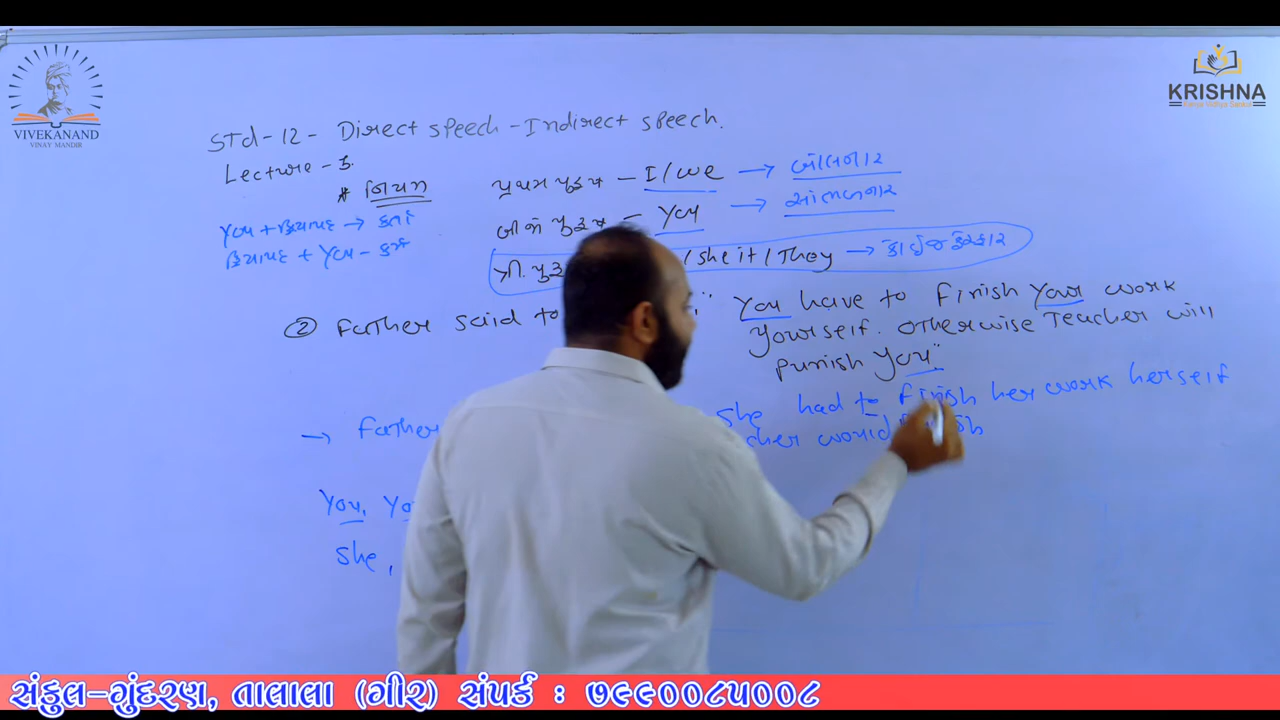 VIVEKANAND
VINAY MANDIR
KRISHNA
STD-12 - Direct speech - Indirect speech.
Lecture - 3.
* નિયમ
પ્રથમ પુરુષ - I/we → બોલનાર
બીજો પુરુષ - You → સાંભળનાર
You + ક્રિયાપદ → કર્તા
ક્રિયાપદ + You - કર્મ
/she it/They →
② Father said to " You have to finish your work
yourself. Otherwise Teacher will
punish you."
→ Father she had to finish her work herself
would
You,
She,
સંકુલ-ગુંદરણ, તાલાલા (ગીર) સંપર્ક : ૭૯૯૦૦૮૫૦૦૮